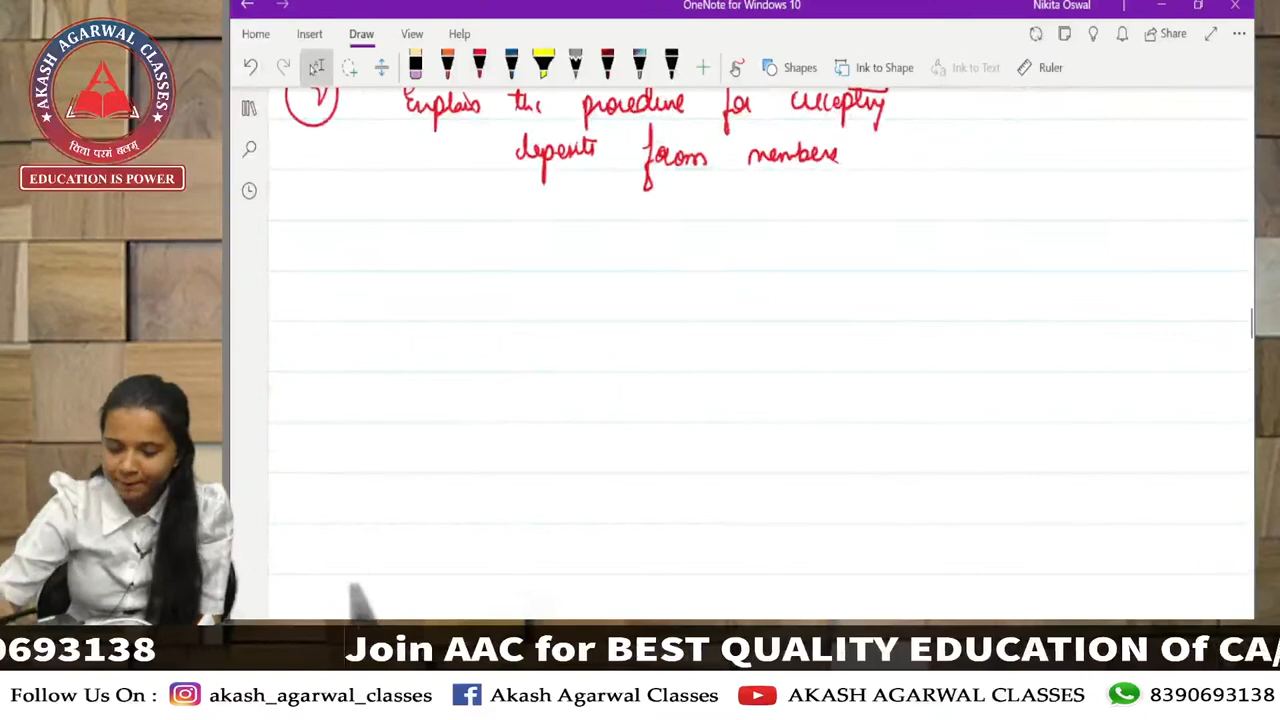 OneNote for Windows 10
Nikita Oswal
Home Insert Draw View Help
Share
Shapes
Ink to Shape
Ink to Text
Ruler
AKASH AGARWAL CLASSES
विद्या परमं बलम्
EDUCATION IS POWER
V Explain the procedure for accepting
deposits from members
0693138 Join AAC for BEST QUALITY EDUCATION Of CA/
Follow Us On : akash_agarwal_classes Akash Agarwal Classes AKASH AGARWAL CLASSES 8390693138